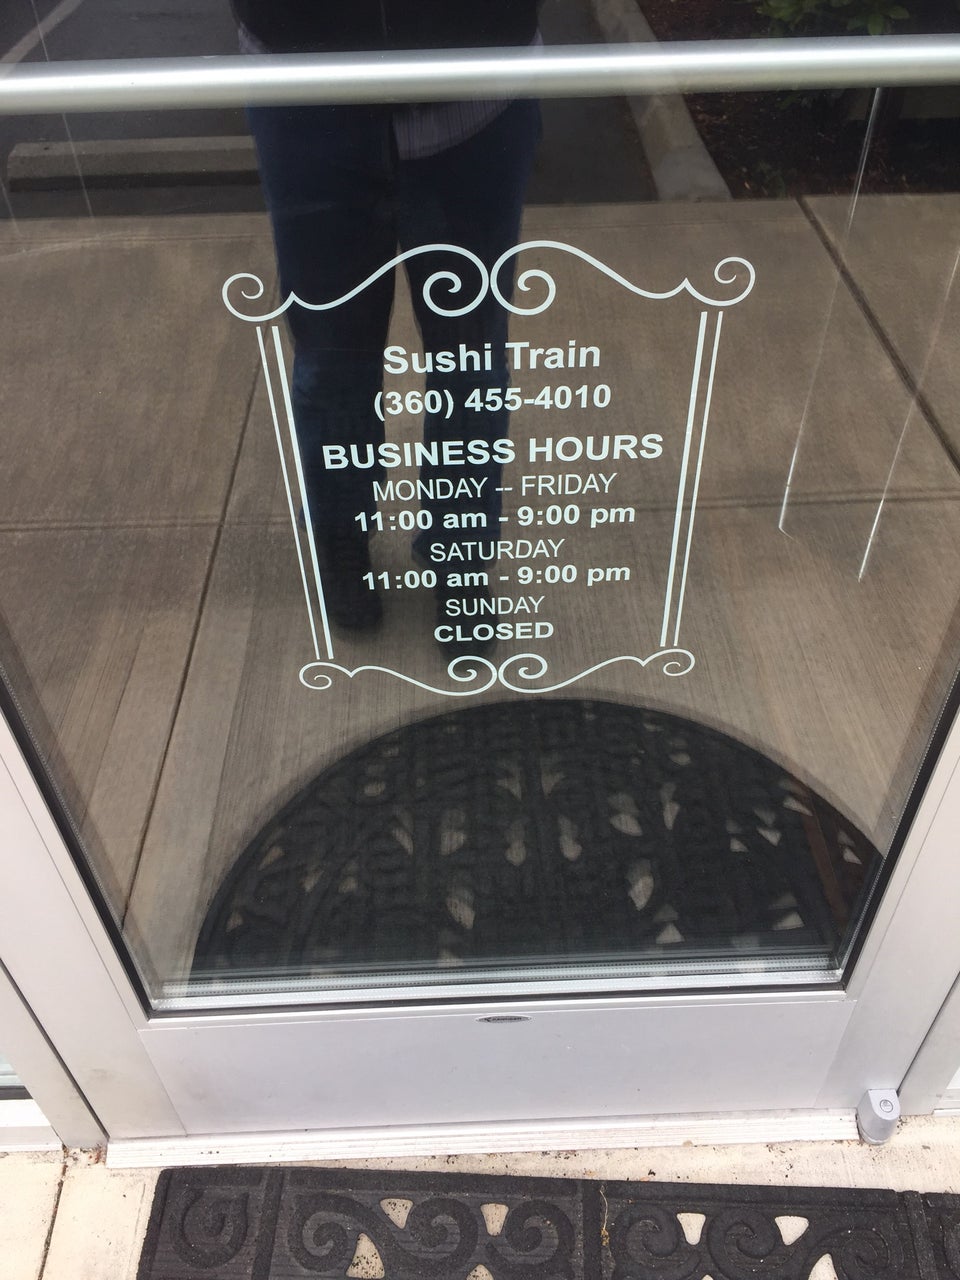 Sushi Train
(360) 455-4010
BUSINESS HOURS
MONDAY -- FRIDAY
11:00 am - 9:00 pm
SATURDAY
11:00 am - 9:00 pm
SUNDAY
CLOSED